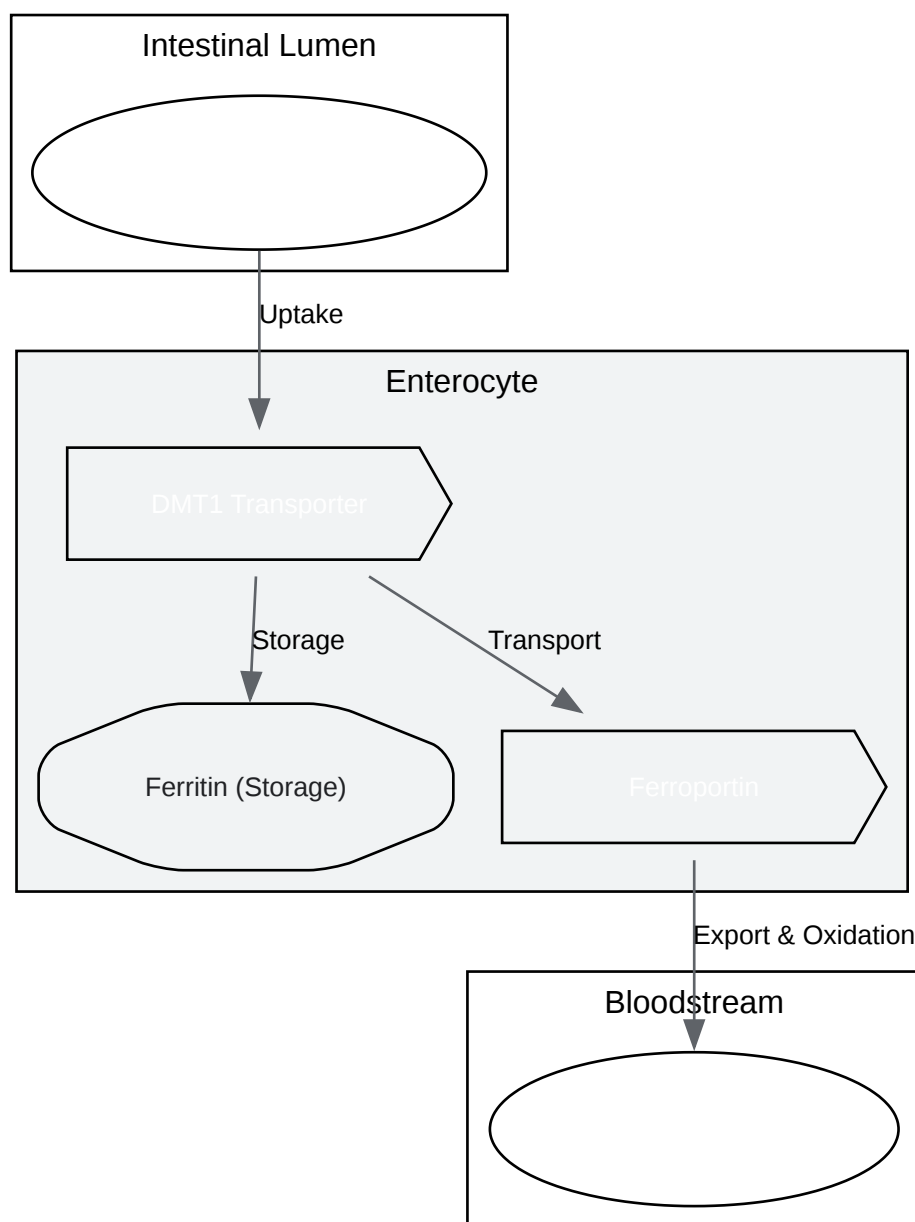 Intestinal Lumen
Uptake
Enterocyte
DMT1 Transporter
Storage
Transport
Ferritin (Storage)
Ferroportin
Export & Oxidation
Bloodstream